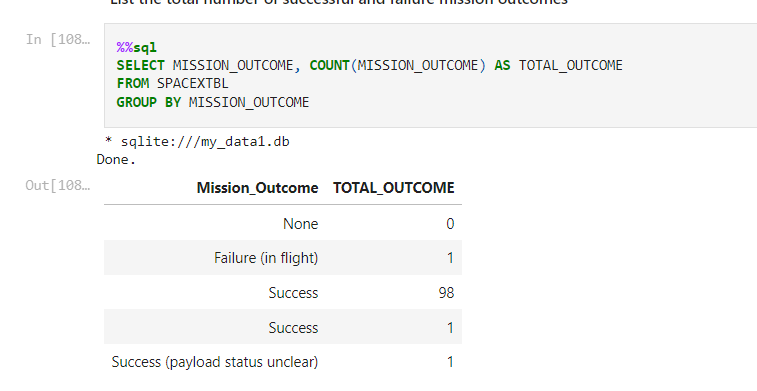 List the total number of successful and failure mission outcomes
In [108…
%%sql
SELECT MISSION_OUTCOME, COUNT(MISSION_OUTCOME) AS TOTAL_OUTCOME
FROM SPACEXTBL
GROUP BY MISSION_OUTCOME
* sqlite:///my_data1.db
Done.
Out[108…
Mission_Outcome TOTAL_OUTCOME
None 0
Failure (in flight) 1
Success 98
Success 1
Success (payload status unclear) 1